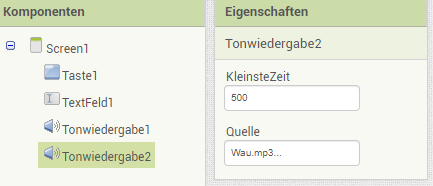 Komponenten
Screen1
Taste1
TextFeld1
Tonwiedergabe1
Tonwiedergabe2
Eigenschaften
Tonwiedergabe2
KleinsteZeit
500
Quelle
Wau.mp3...